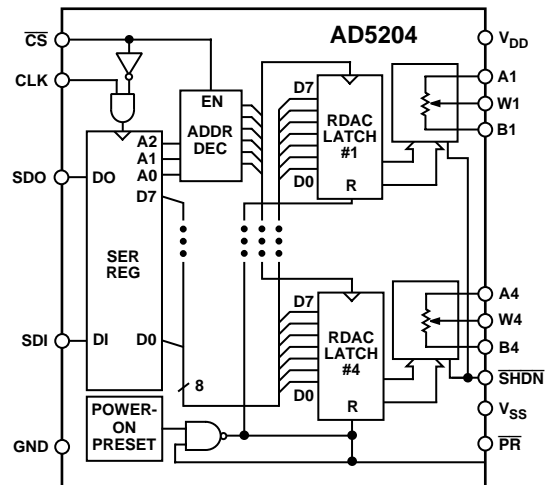 AD5204
CS
CLK
SDO
SDI
GND
EN
ADDR
DEC
A2
A1
A0
D7
DO
SER
REG
DI
D0
8
POWER-
ON
PRESET
D7
RDAC
LATCH
#1
D0
R
D7
RDAC
LATCH
#4
D0
R
VDD
A1
W1
B1
A4
W4
B4
SHDN
VSS
PR